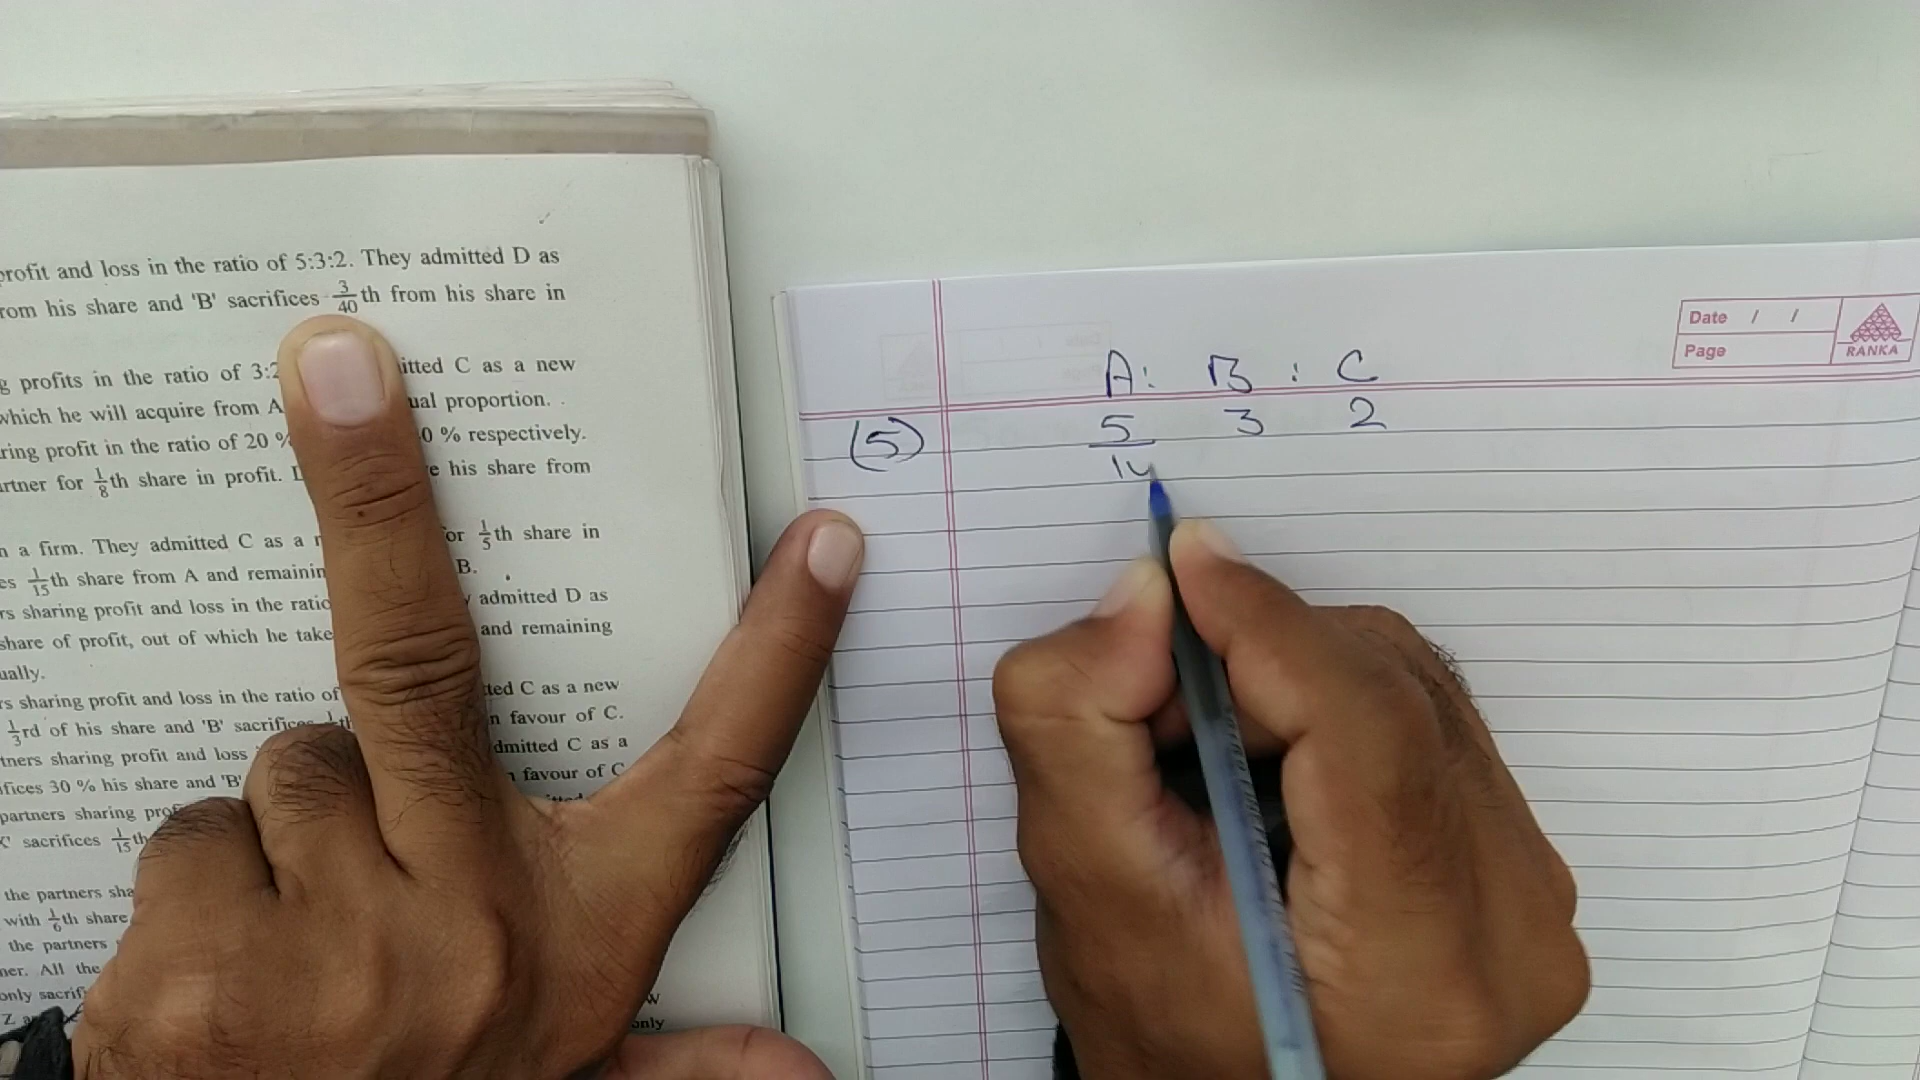 profit and loss in the ratio of 5:3:2. They admitted D as
from his share and 'B' sacrifices 3/40 th from his share in
g profits in the ratio of 3:2 itted C as a new
which he will acquire from A ual proportion.
ring profit in the ratio of 20 % 0 % respectively.
rtner for 1/8 th share in profit. e his share from
n a firm. They admitted C as a or 1/5 th share in
es 1/15 th share from A and remainin B.
rs sharing profit and loss in the ratio admitted D as
share of profit, out of which he take and remaining
ually.
rs sharing profit and loss in the ratio of tted C as a new
1/3 rd of his share and 'B' sacrifices n favour of C.
tners sharing profit and loss dmitted C as a
ifices 30 % his share and 'B' n favour of C
partners sharing prof
sacrifices 1/15 th
the partners sha
with 1/6 th share
the partners
ner. All the
only sacrif
Z
only
Date / /
Page
RANKA
A : B : C
(5) 5 3 2
10